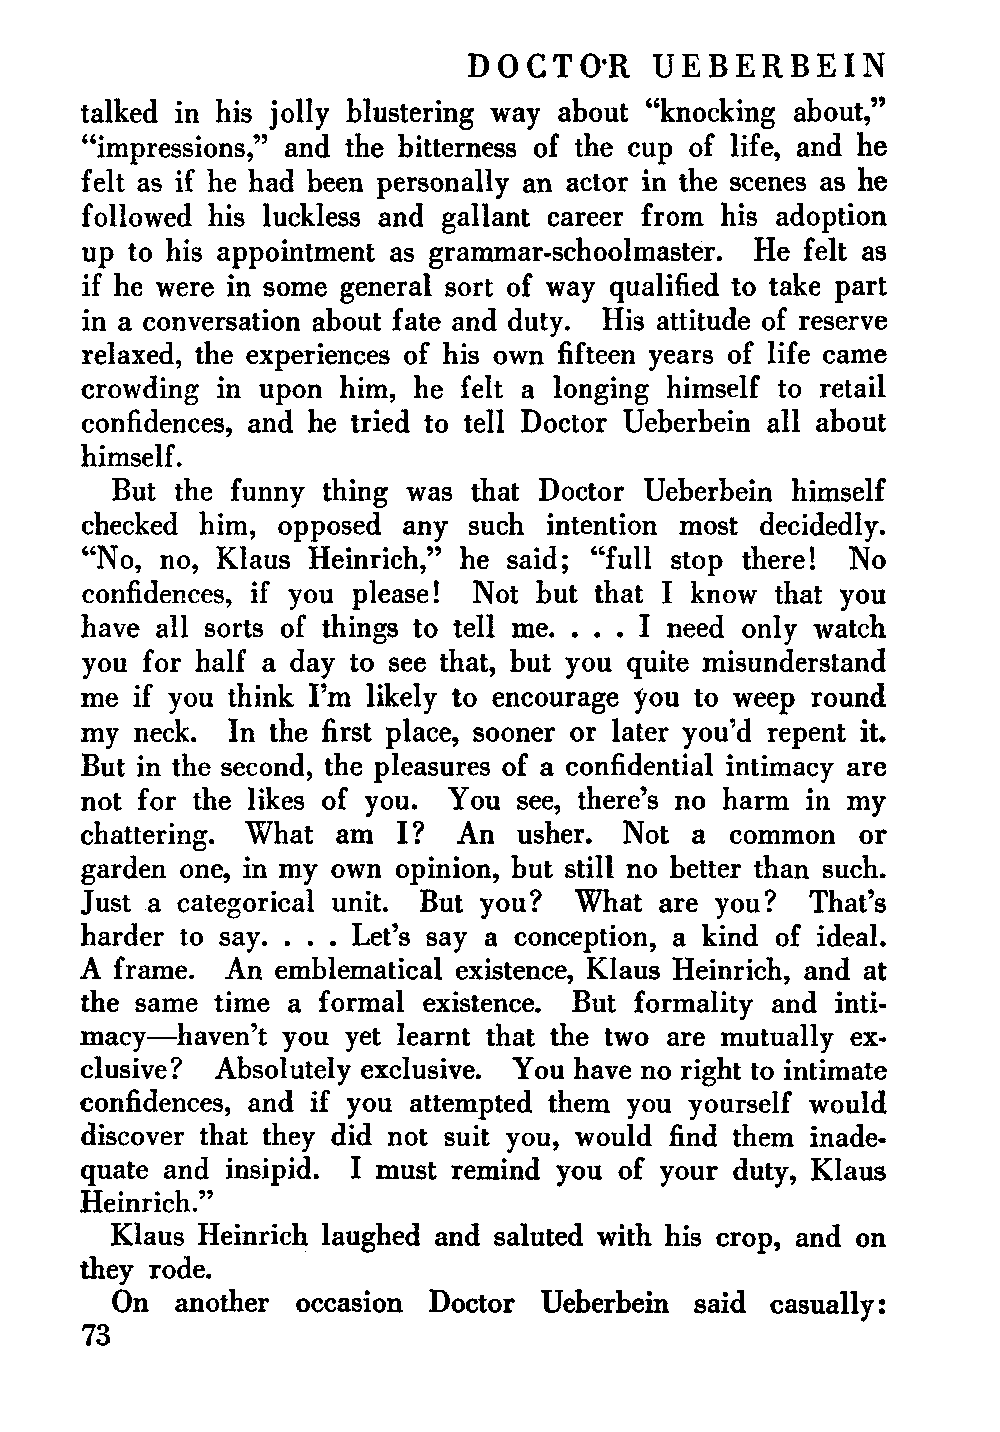 DOCTOR UEBERBEIN
talked in his jolly blustering way about “knocking about,”
“impressions,” and the bitterness of the cup of life, and he
felt as if he had been personally an actor in the scenes as he
followed his luckless and gallant career from his adoption
up to his appointment as grammar-schoolmaster. He felt as
if he were in some general sort of way qualified to take part
in a conversation about fate and duty. His attitude of reserve
relaxed, the experiences of his own fifteen years of life came
crowding in upon him, he felt a longing himself to retail
confidences, and he tried to tell Doctor Ueberbein all about
himself.
But the funny thing was that Doctor Ueberbein himself
checked him, opposed any such intention most decidedly.
“No, no, Klaus Heinrich,” he said; “full stop there! No
confidences, if you please! Not but that I know that you
have all sorts of things to tell me. . . . I need only watch
you for half a day to see that, but you quite misunderstand
me if you think I’m likely to encourage you to weep round
my neck. In the first place, sooner or later you’d repent it.
But in the second, the pleasures of a confidential intimacy are
not for the likes of you. You see, there’s no harm in my
chattering. What am I? An usher. Not a common or
garden one, in my own opinion, but still no better than such.
Just a categorical unit. But you? What are you? That’s
harder to say. . . . Let’s say a conception, a kind of ideal.
A frame. An emblematical existence, Klaus Heinrich, and at
the same time a formal existence. But formality and inti-
macy—haven’t you yet learnt that the two are mutually ex-
clusive? Absolutely exclusive. You have no right to intimate
confidences, and if you attempted them you yourself would
discover that they did not suit you, would find them inade-
quate and insipid. I must remind you of your duty, Klaus
Heinrich.”
Klaus Heinrich laughed and saluted with his crop, and on
they rode.
On another occasion Doctor Ueberbein said casually:
73